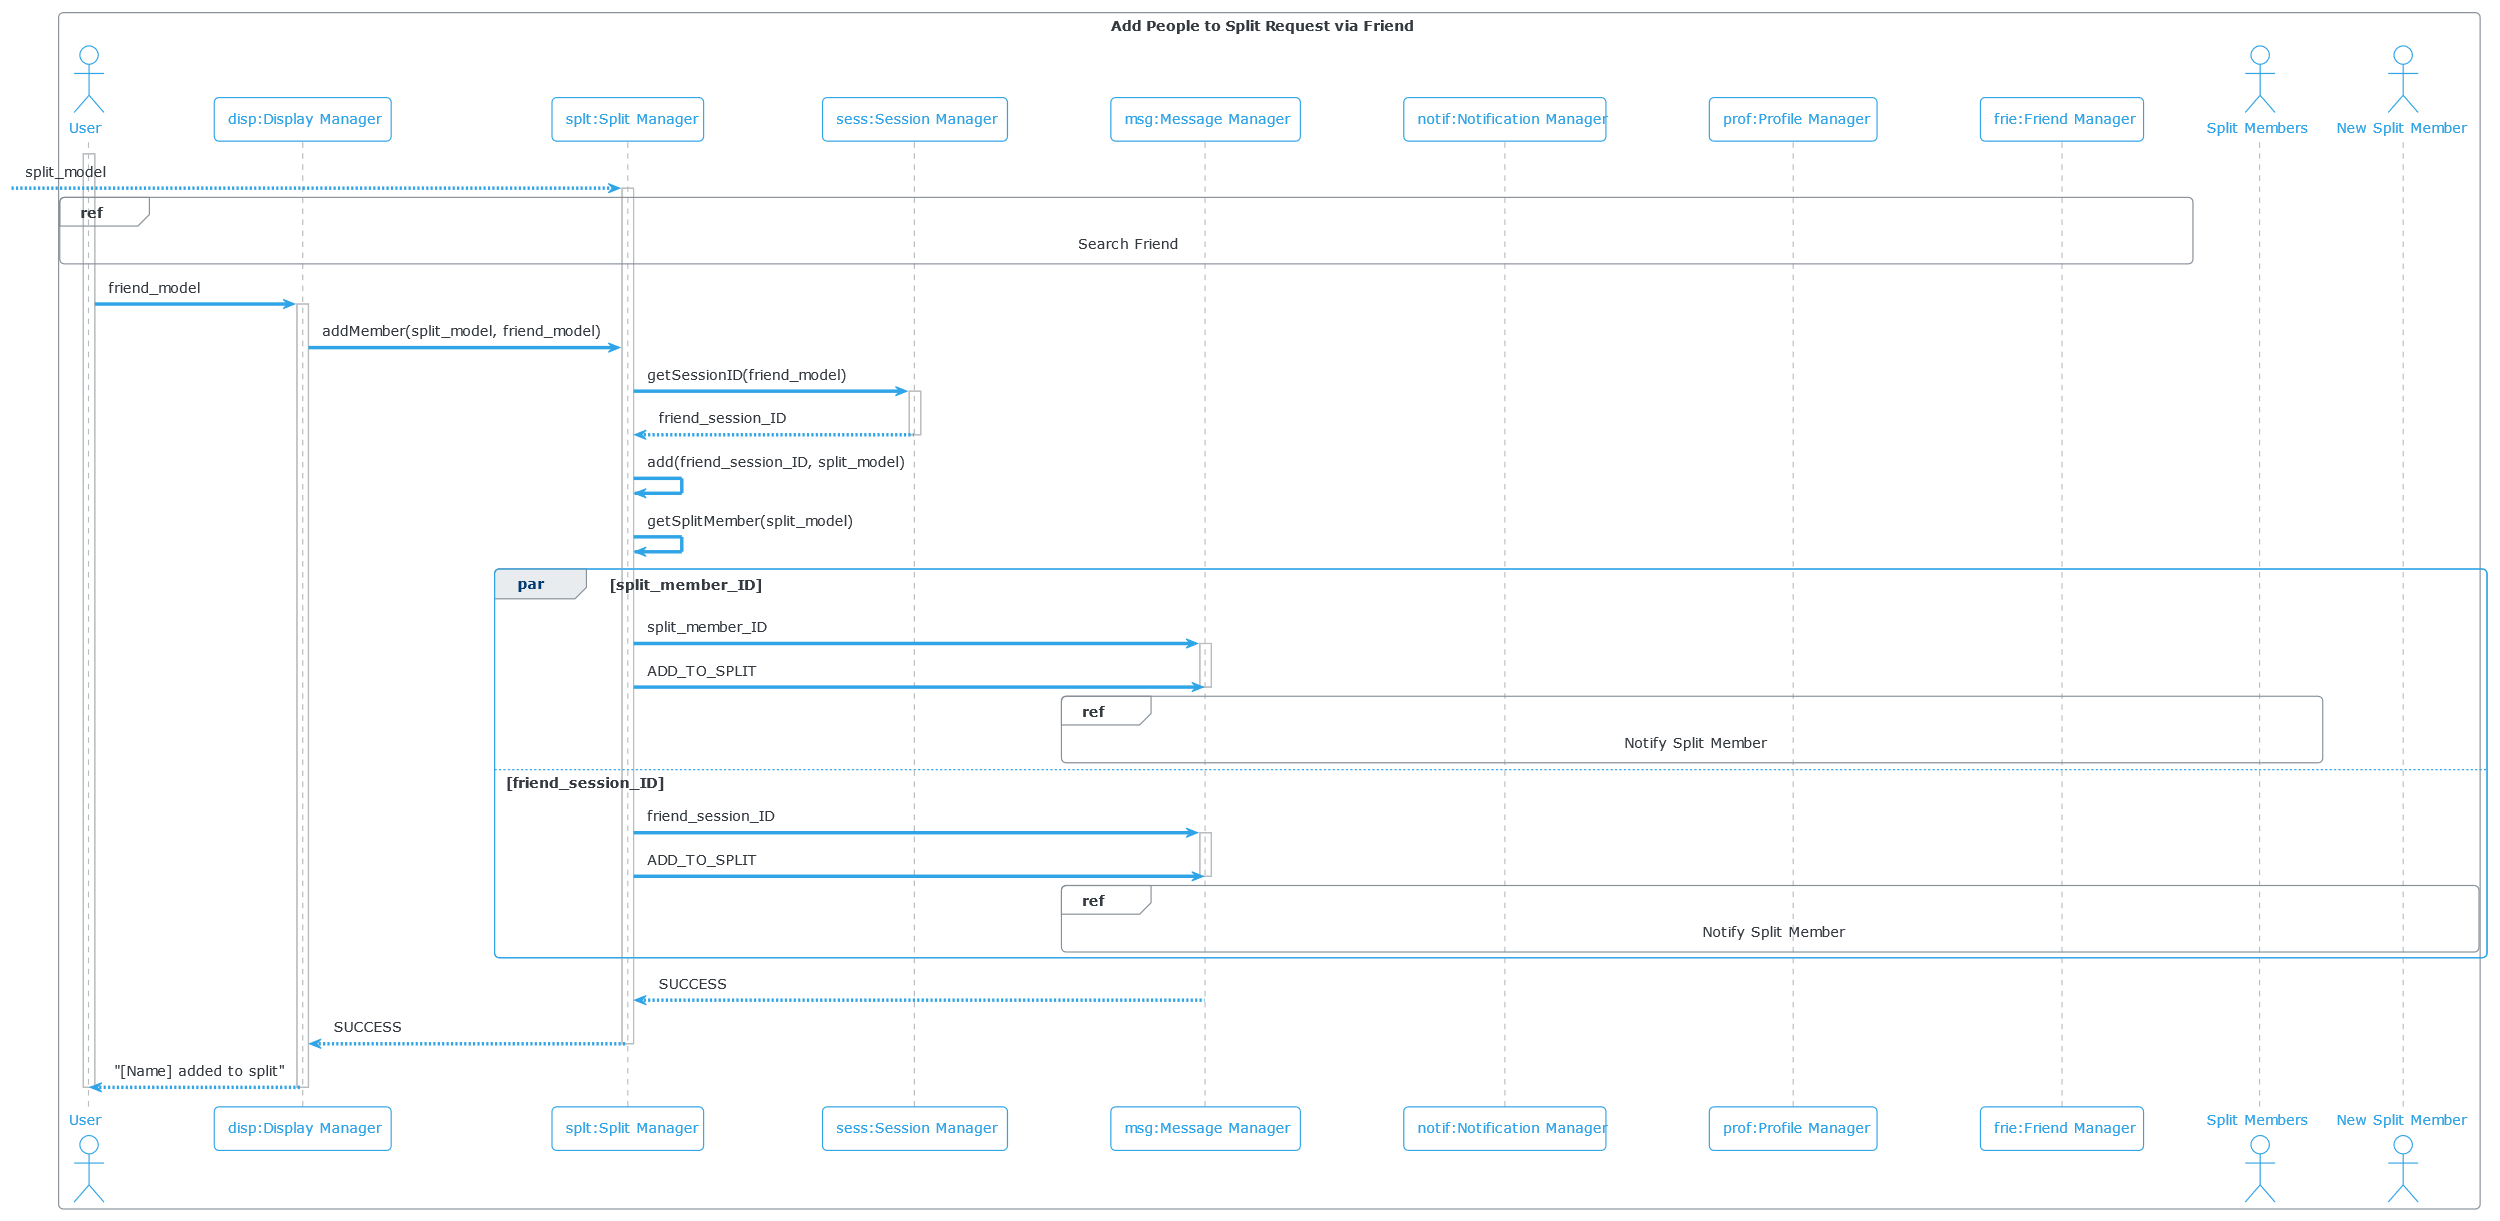 Add People to Split Request via Friend
User
disp:Display Manager
splt:Split Manager
sess:Session Manager
msg:Message Manager
notif:Notification Manager
prof:Profile Manager
frie:Friend Manager
Split Members
New Split Member
split_model
ref
Search Friend
friend_model
addMember(split_model, friend_model)
getSessionID(friend_model)
friend_session_ID
add(friend_session_ID, split_model)
getSplitMember(split_model)
par
[split_member_ID]
split_member_ID
ADD_TO_SPLIT
ref
Notify Split Member
[friend_session_ID]
friend_session_ID
ADD_TO_SPLIT
ref
Notify Split Member
SUCCESS
SUCCESS
"[Name] added to split"
User
disp:Display Manager
splt:Split Manager
sess:Session Manager
msg:Message Manager
notif:Notification Manager
prof:Profile Manager
frie:Friend Manager
Split Members
New Split Member